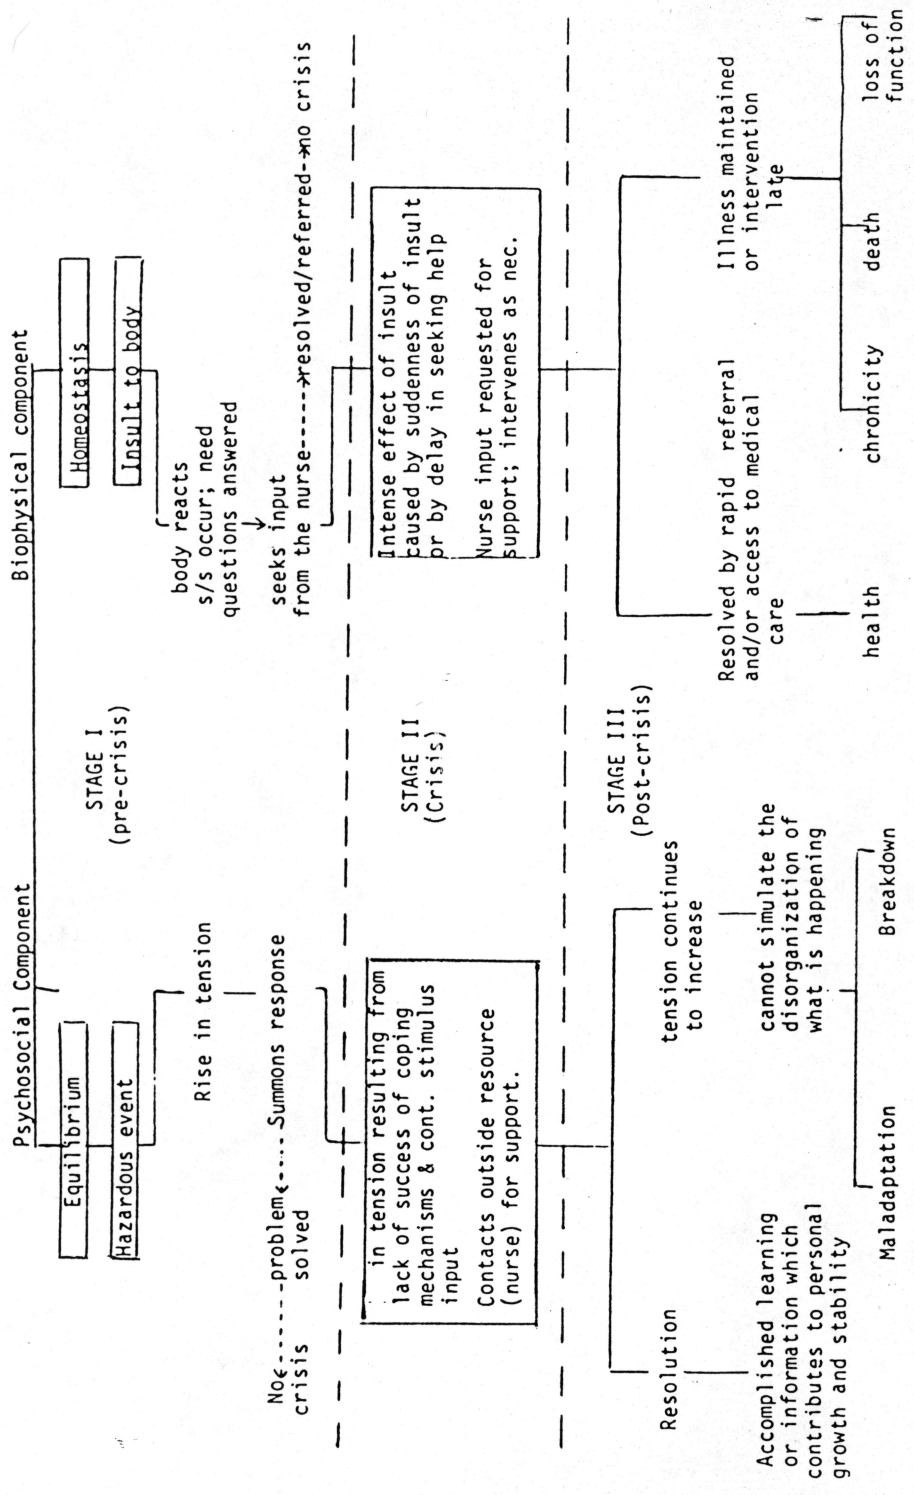 Psychosocial Component
Biophysical component
Equilibrium
Hazardous event
Rise in tension
Summons response
problem
solved
No
crisis
STAGE I
(pre-crisis)
Homeostasis
Insult to body
body reacts
s/s occur; need
questions answered
seeks input
from the nurse
resolved/referred
no crisis
in tension resulting from
lack of success of coping
mechanisms & cont. stimulus
input
Contacts outside resource
(nurse) for support.
STAGE II
(Crisis)
Intense effect of insult
caused by suddenness of insult
or by delay in seeking help
Nurse input requested for
support; intervenes as nec.
STAGE III
(Post-crisis)
Resolution
Accomplished learning
or information which
contributes to personal
growth and stability
tension continues
to increase
cannot simulate the
disorganization of
what is happening
Maladaptation
Breakdown
Resolved by rapid referral
and/or access to medical
care
health
Illness maintained
or intervention
late
chronicity
death
loss of
function